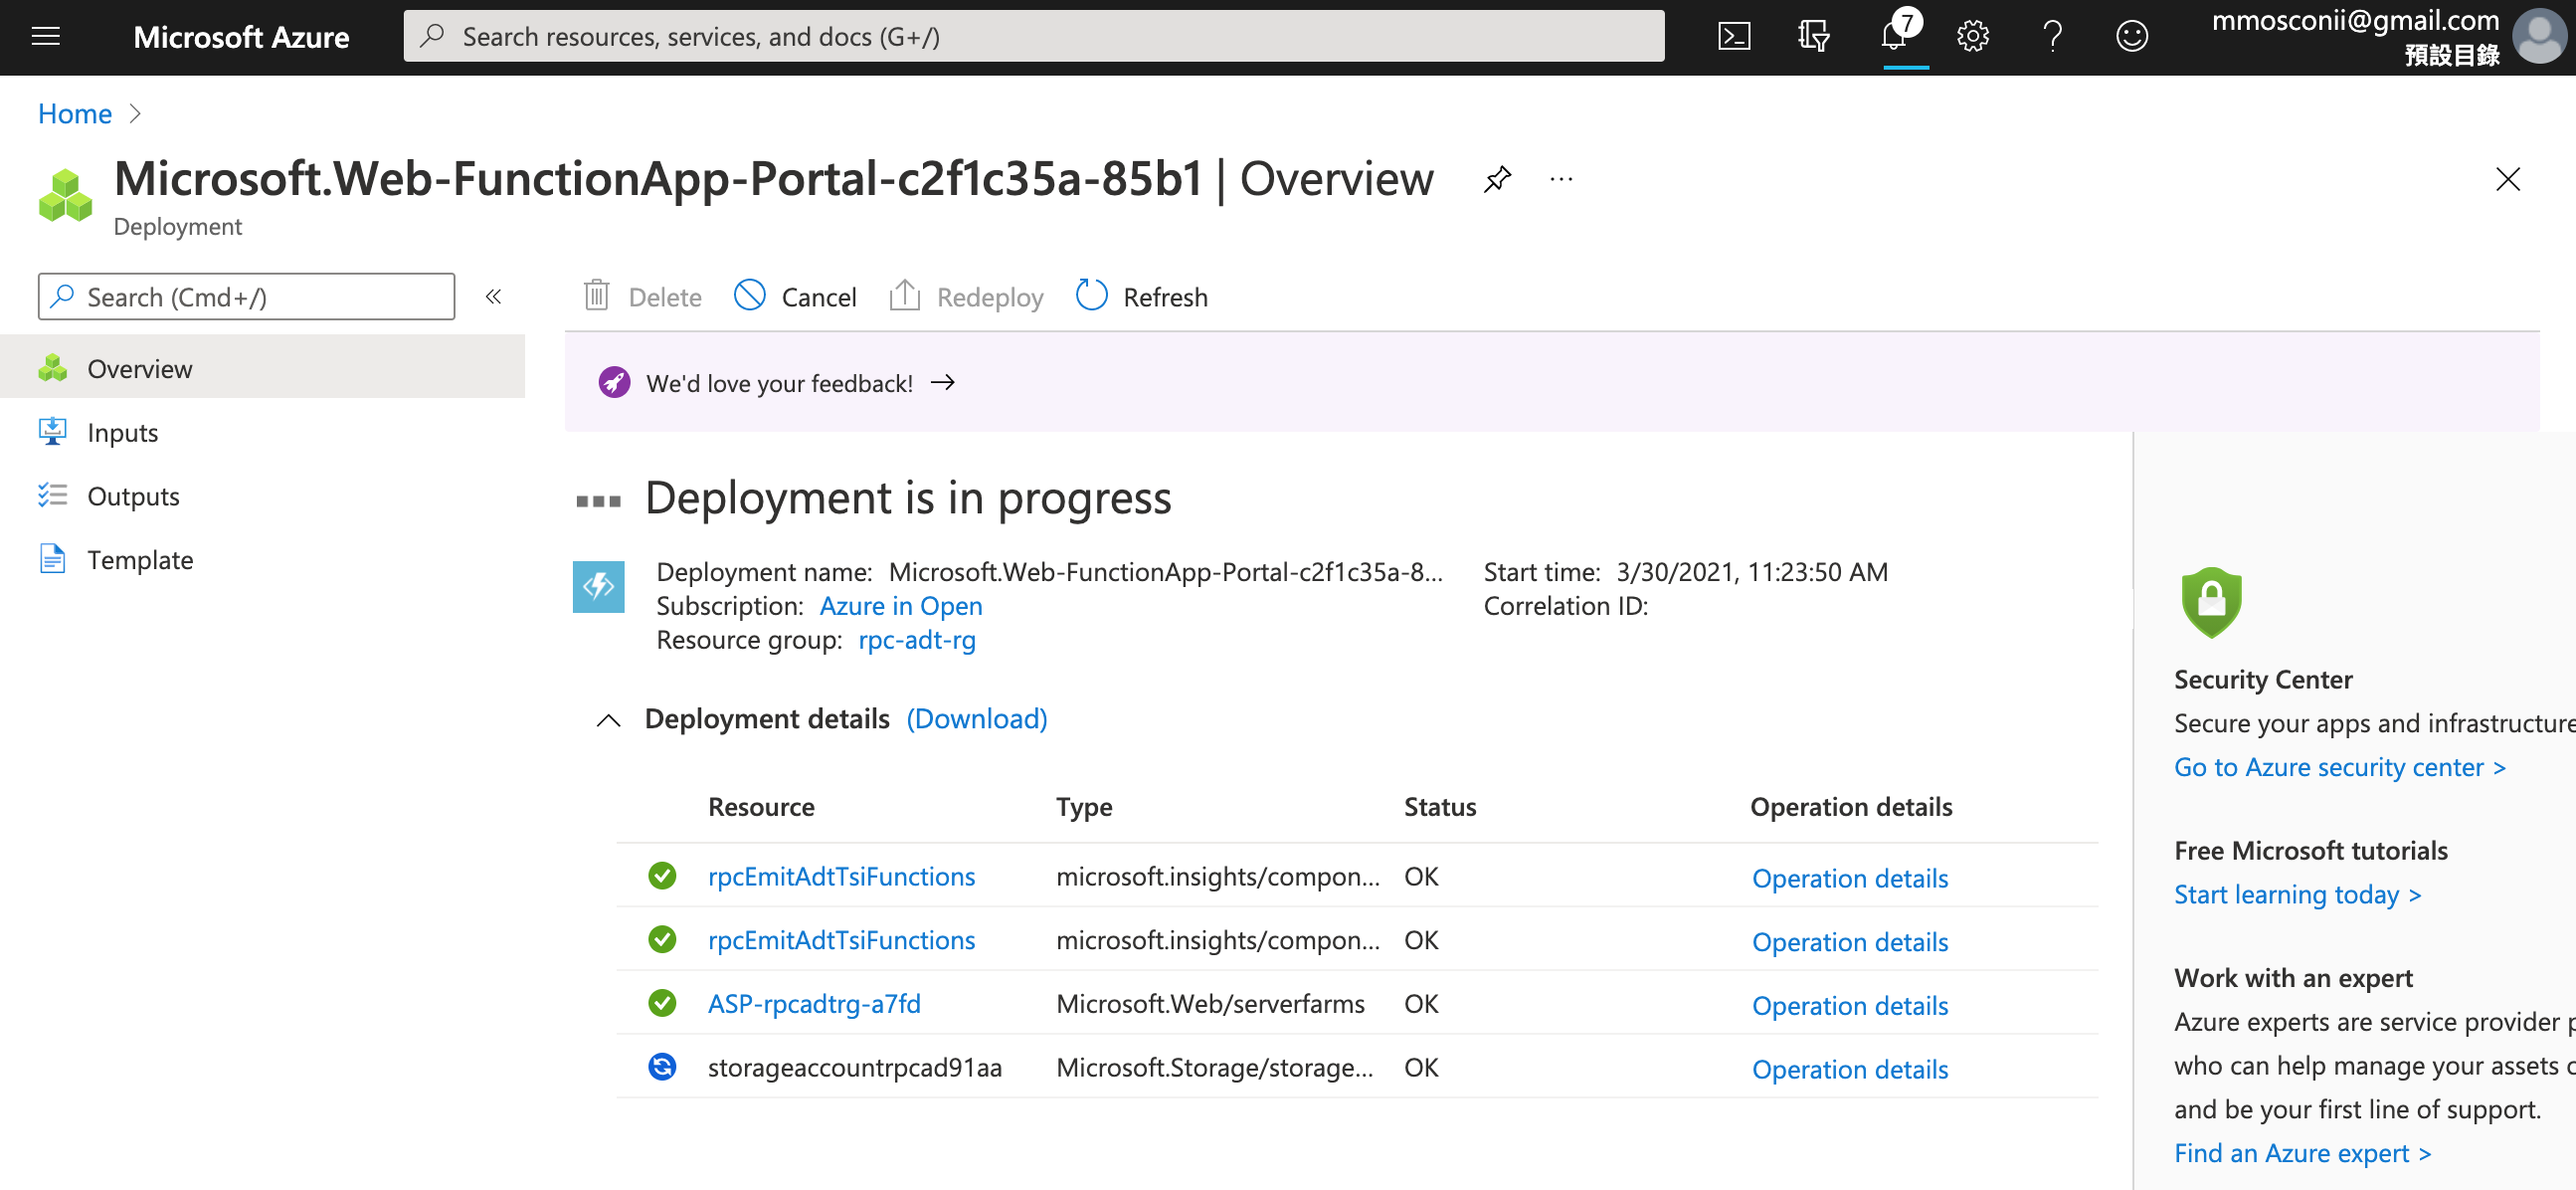 Microsoft Azure
Search resources, services, and docs (G+/)
7
mmosconii@gmail.com
預設目錄
Home
Microsoft.Web-FunctionApp-Portal-c2f1c35a-85b1 | Overview
Deployment
Search (Cmd+/)
Delete
Cancel
Redeploy
Refresh
Overview
Inputs
Outputs
Template
We'd love your feedback!
Deployment is in progress
Deployment name: Microsoft.Web-FunctionApp-Portal-c2f1c35a-8...
Subscription: Azure in Open
Resource group: rpc-adt-rg
Start time: 3/30/2021, 11:23:50 AM
Correlation ID:
Deployment details (Download)
Resource Type Status Operation details
rpcEmitAdtTsiFunctions microsoft.insights/compon... OK Operation details
rpcEmitAdtTsiFunctions microsoft.insights/compon... OK Operation details
ASP-rpcadtrg-a7fd Microsoft.Web/serverfarms OK Operation details
storageaccountrpcad91aa Microsoft.Storage/storage... OK Operation details
Security Center
Secure your apps and infrastructure
Go to Azure security center >
Free Microsoft tutorials
Start learning today >
Work with an expert
Azure experts are service provider
who can help manage your assets
and be your first line of support.
Find an Azure expert >